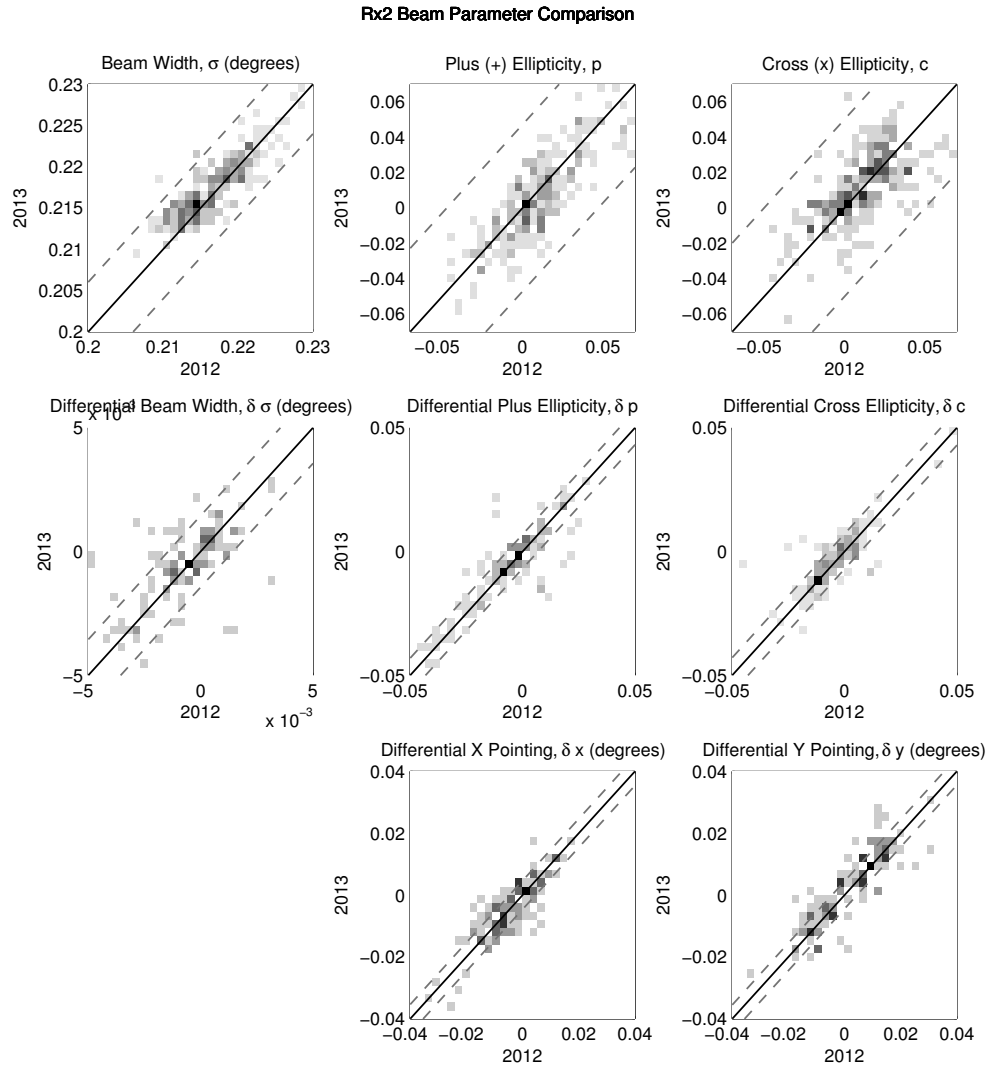 Rx2 Beam Parameter Comparison
Beam Width, σ (degrees)
0.23
0.225
0.22
0.215
0.21
0.205
0.2
2013
0.2 0.21 0.22 0.23
2012
Plus (+) Ellipticity, p
0.06
0.04
0.02
0
−0.02
−0.04
−0.06
2013
−0.05 0 0.05
2012
Cross (x) Ellipticity, c
0.06
0.04
0.02
0
−0.02
−0.04
−0.06
2013
−0.05 0 0.05
2012
Differential Beam Width, δ σ (degrees)
x 10⁻³
5
0
−5
2013
−5 0 5
2012
x 10⁻³
Differential Plus Ellipticity, δ p
0.05
0
−0.05
2013
−0.05 0 0.05
2012
Differential Cross Ellipticity, δ c
0.05
0
−0.05
2013
−0.05 0 0.05
2012
Differential X Pointing, δ x (degrees)
0.04
0.02
0
−0.02
−0.04
2013
−0.04 −0.02 0 0.02 0.04
2012
Differential Y Pointing, δ y (degrees)
0.04
0.02
0
−0.02
−0.04
2013
−0.04 −0.02 0 0.02 0.04
2012